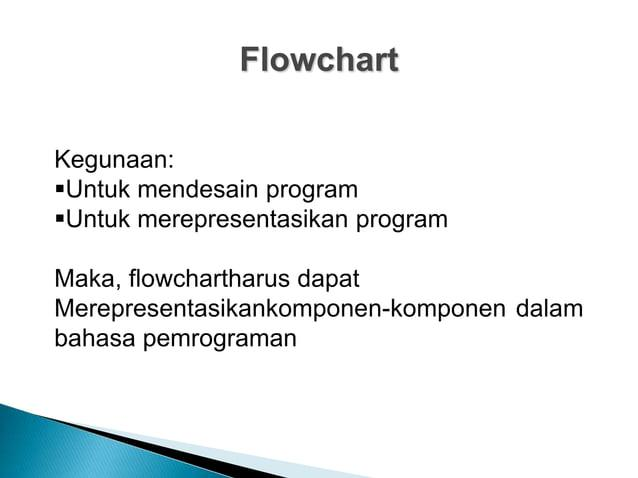 Flowchart
Kegunaan:
▪Untuk mendesain program
▪Untuk merepresentasikan program
Maka, flowchartharus dapat
Merepresentasikankomponen-komponen dalam
bahasa pemrograman